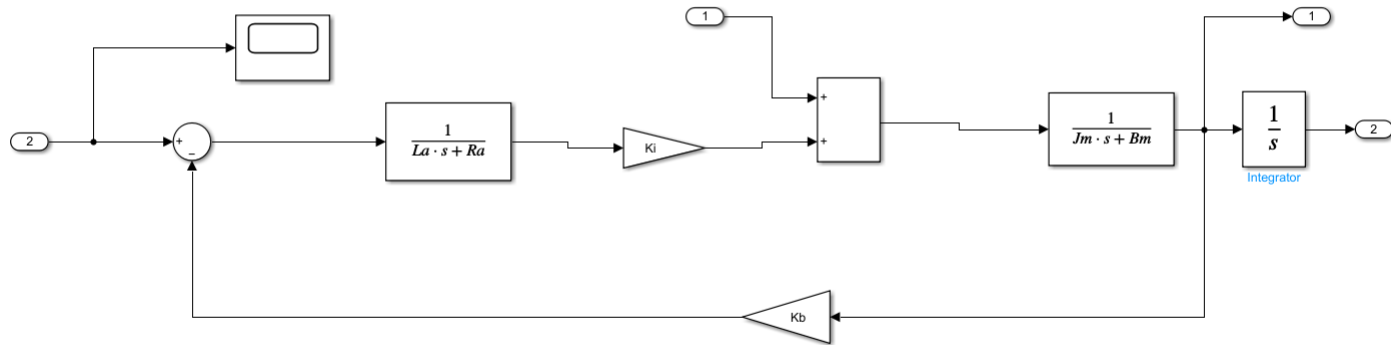 1
1
2
+
−
1
La · s + Ra
Ki
+
+
1
Jm · s + Bm
1
s
2
Integrator
Kb